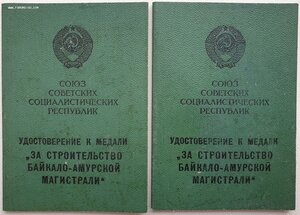 СОЮЗ
СОВЕТСКИХ
СОЦИАЛИСТИЧЕСКИХ
РЕСПУБЛИК
УДОСТОВЕРЕНИЕ К МЕДАЛИ
„ЗА СТРОИТЕЛЬСТВО
БАЙКАЛО-АМУРСКОЙ
МАГИСТРАЛИ“
СОЮЗ
СОВЕТСКИХ
СОЦИАЛИСТИЧЕСКИХ
РЕСПУБЛИК
УДОСТОВЕРЕНИЕ К МЕДАЛИ
„ЗА СТРОИТЕЛЬСТВО
БАЙКАЛО-АМУРСКОЙ
МАГИСТРАЛИ“